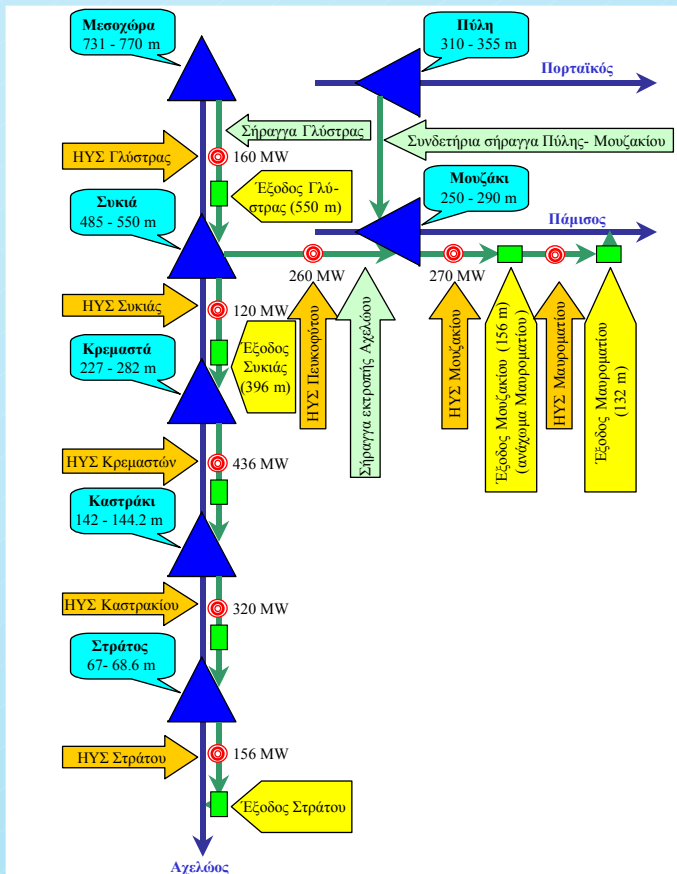 Μεσοχώρα
731 - 770 m
Πύλη
310 - 355 m
Πορταϊκός
Σήραγγα Γλύστρας
Συνδετήρια σήραγγα Πύλης- Μουζακίου
ΗΥΣ Γλύστρας
160 MW
Έξοδος Γλύ-
στρας (550 m)
Μουζάκι
250 - 290 m
Πάμισος
Συκιά
485 - 550 m
260 MW
270 MW
ΗΥΣ Συκιάς
120 MW
Έξοδος
Συκιάς
(396 m)
ΗΥΣ Πευκοφύτου
Σήραγγα εκτροπής Αχελώου
ΗΥΣ Μουζακίου
Έξοδος Μουζακίου (156 m)
(ανάχωμα Μαυροματίου)
ΗΥΣ Μαυροματίου
Έξοδος Μαυροματίου
(132 m)
Κρεμαστά
227 - 282 m
ΗΥΣ Κρεμαστών
436 MW
Καστράκι
142 - 144.2 m
ΗΥΣ Καστρακίου
320 MW
Στράτος
67- 68.6 m
ΗΥΣ Στράτου
156 MW
Έξοδος Στράτου
Αχελώος